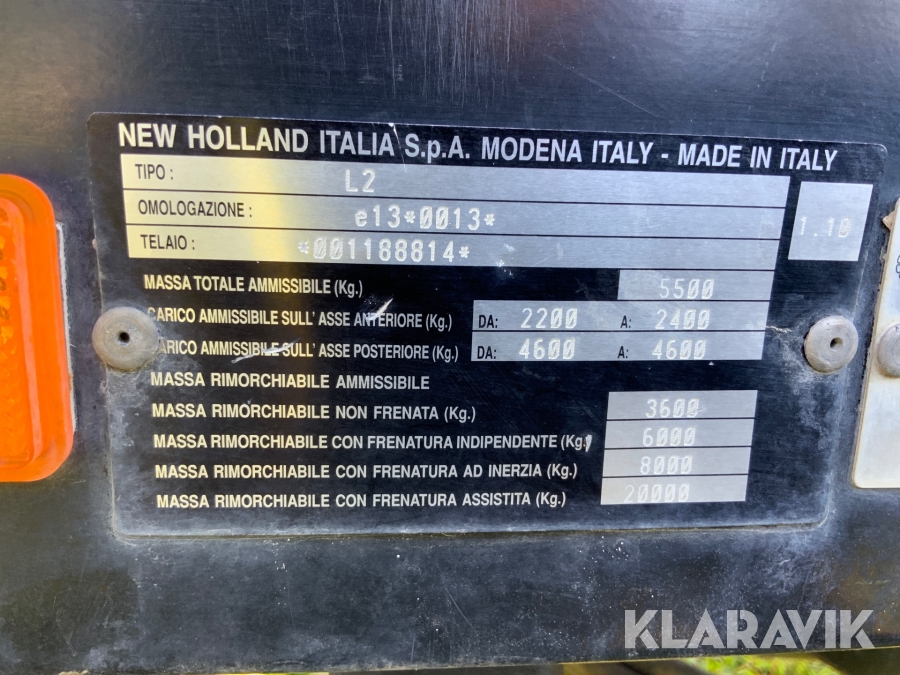 NEW HOLLAND ITALIA S.p.A. MODENA ITALY - MADE IN ITALY
TIPO : L2
OMOLOGAZIONE : e13*0013*
1.10
TELAIO : *001188814*
MASSA TOTALE AMMISSIBILE (Kg.) 5500
CARICO AMMISSIBILE SULL' ASSE ANTERIORE (Kg.) DA: 2200 A: 2400
CARICO AMMISSIBILE SULL' ASSE POSTERIORE (Kg.) DA: 4600 A: 4600
MASSA RIMORCHIABILE AMMISSIBILE
MASSA RIMORCHIABILE NON FRENATA (Kg.) 3600
MASSA RIMORCHIABILE CON FRENATURA INDIPENDENTE (Kg.) 6000
MASSA RIMORCHIABILE CON FRENATURA AD INERZIA (Kg.) 8000
MASSA RIMORCHIABILE CON FRENATURA ASSISTITA (Kg.) 20000
KLARAVIK